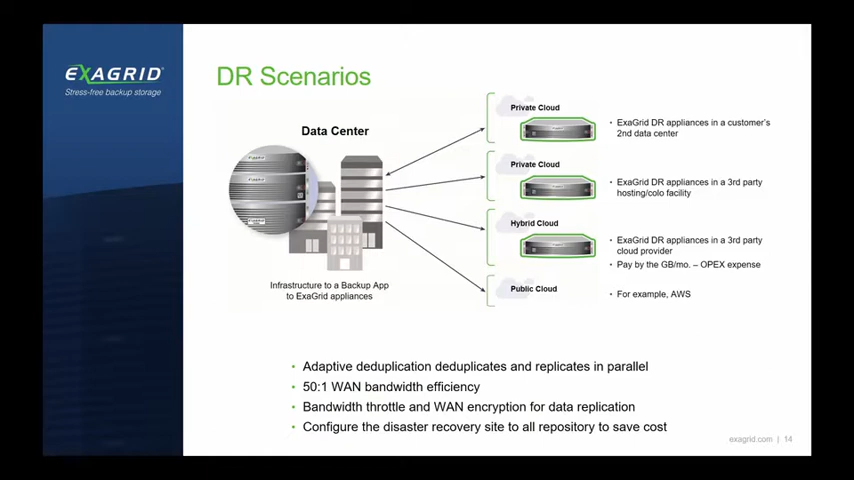 EXAGRID
Stress-free backup storage
DR Scenarios
Data Center
Infrastructure to a Backup App
to ExaGrid appliances
Private Cloud
• ExaGrid DR appliances in a customer's
2nd data center
Private Cloud
• ExaGrid DR appliances in a 3rd party
hosting/colo facility
Hybrid Cloud
• ExaGrid DR appliances in a 3rd party
cloud provider
• Pay by the GB/mo. – OPEX expense
Public Cloud
• For example, AWS
• Adaptive deduplication deduplicates and replicates in parallel
• 50:1 WAN bandwidth efficiency
• Bandwidth throttle and WAN encryption for data replication
• Configure the disaster recovery site to all repository to save cost
exagrid.com | 14